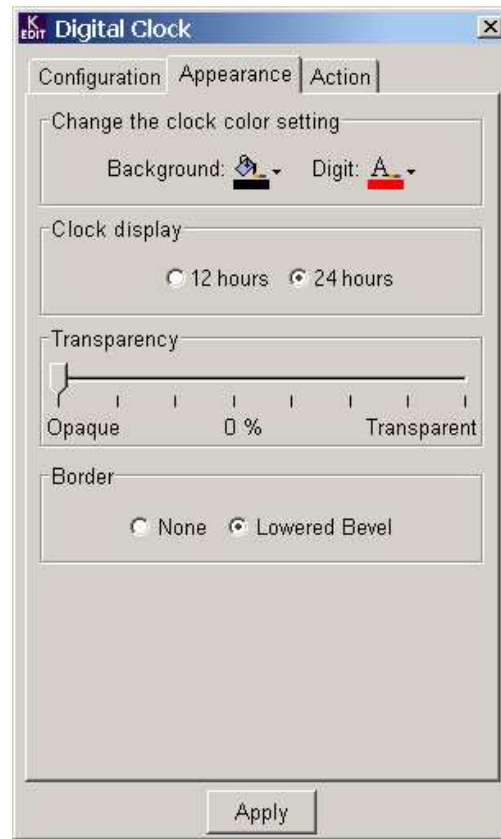 K EDIT Digital Clock
Configuration Appearance Action
Change the clock color setting
Background: Digit: A
Clock display
12 hours 24 hours
Transparency
Opaque 0 % Transparent
Border
None Lowered Bevel
Apply